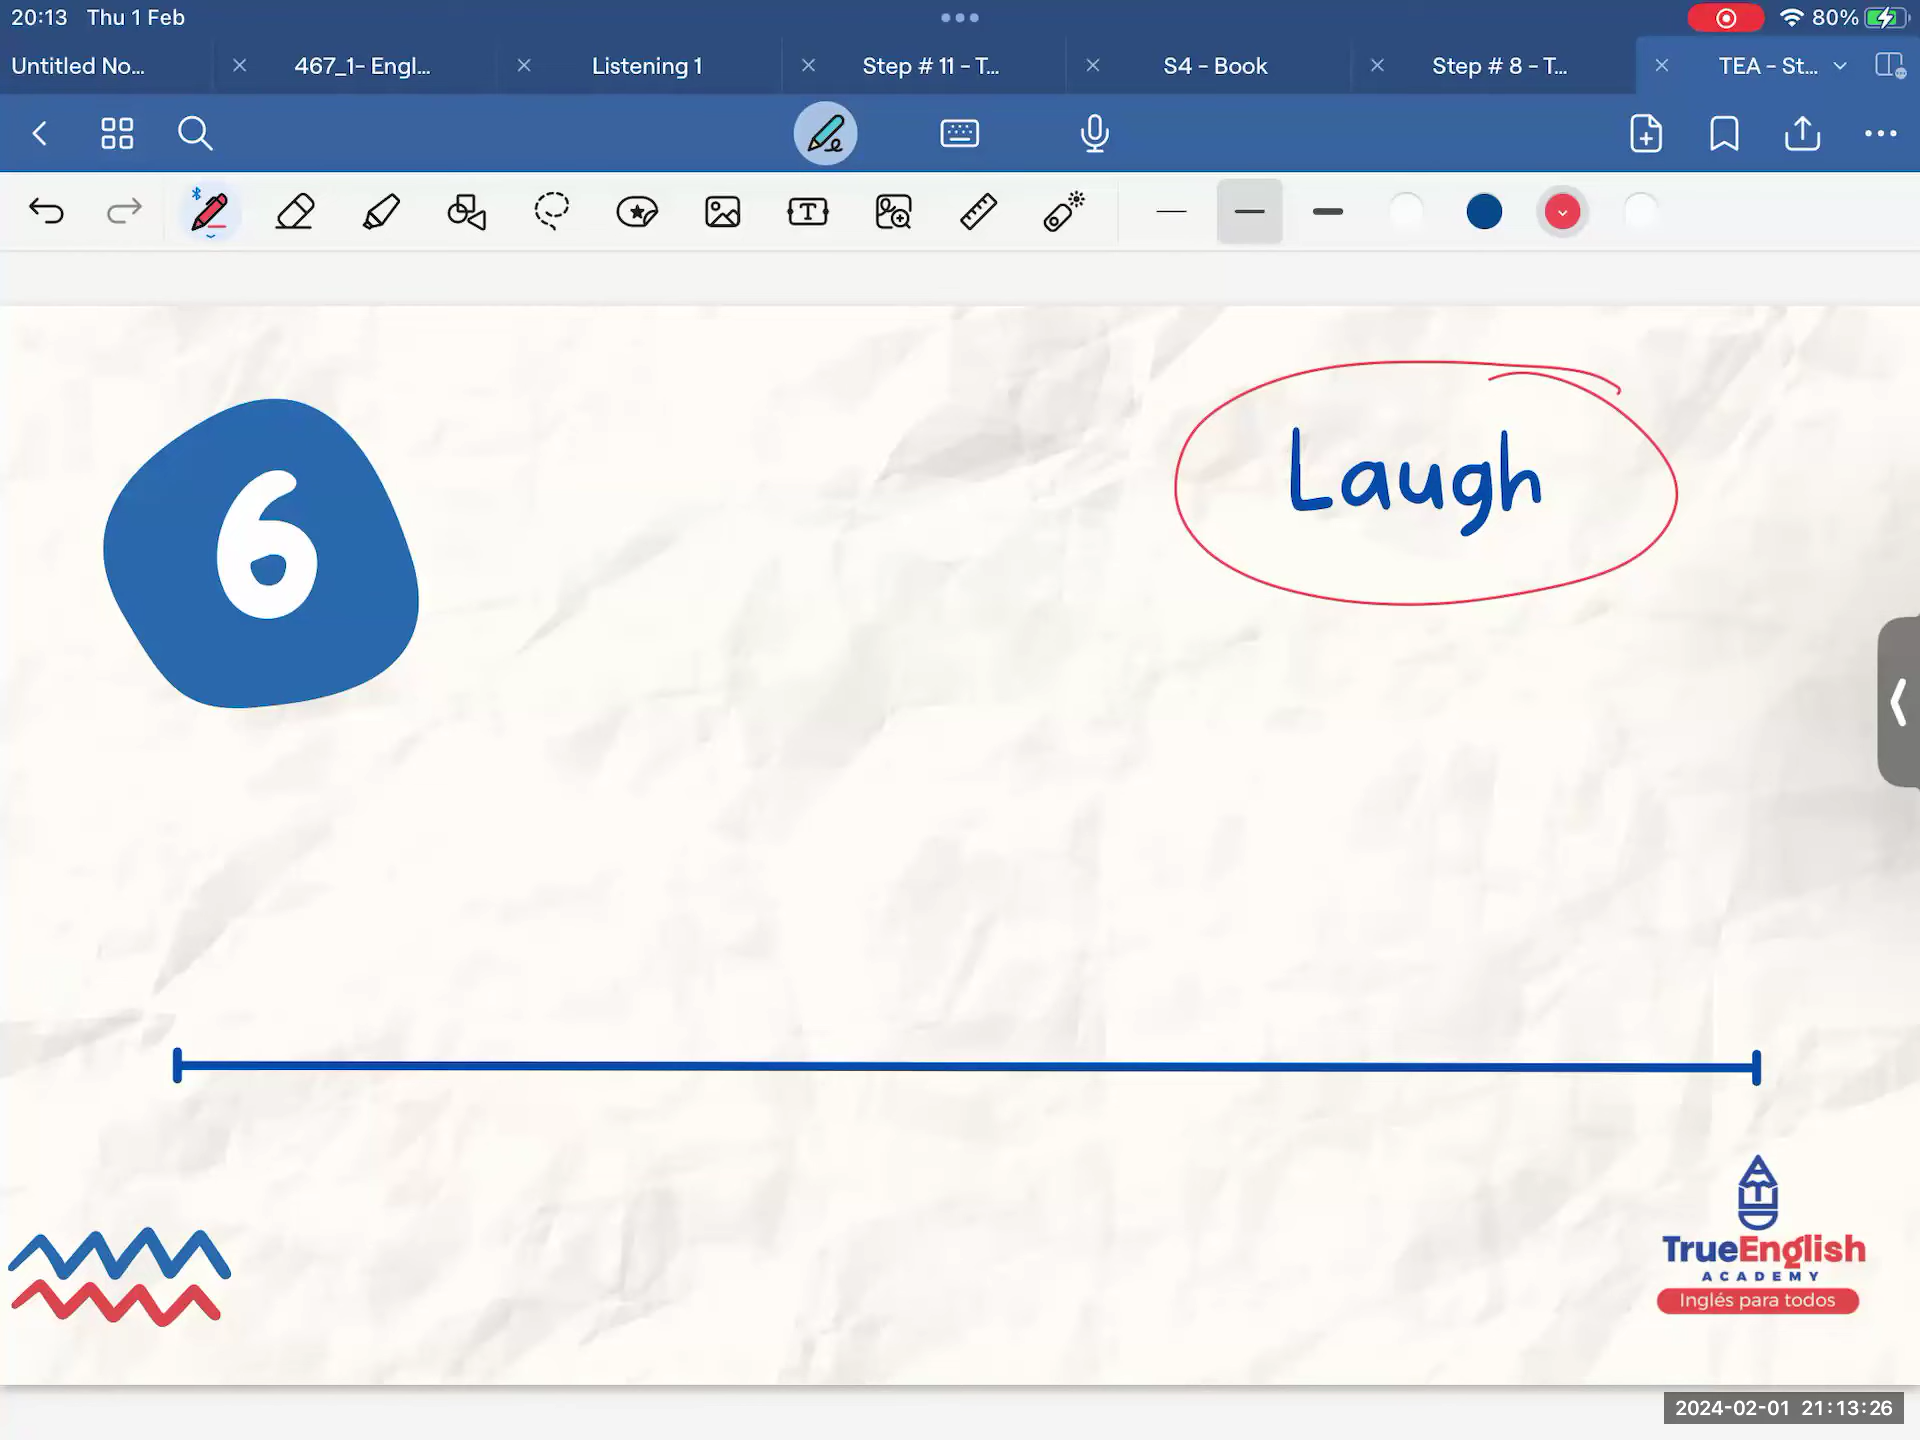 20:13 Thu 1 Feb
80%
Untitled No...
467_1- Engl...
Listening 1
Step # 11 - T...
S4 - Book
Step # 8 - T...
TEA - St...
6
Laugh
TrueEnglish
ACADEMY
Inglés para todos
2024-02-01 21:13:26